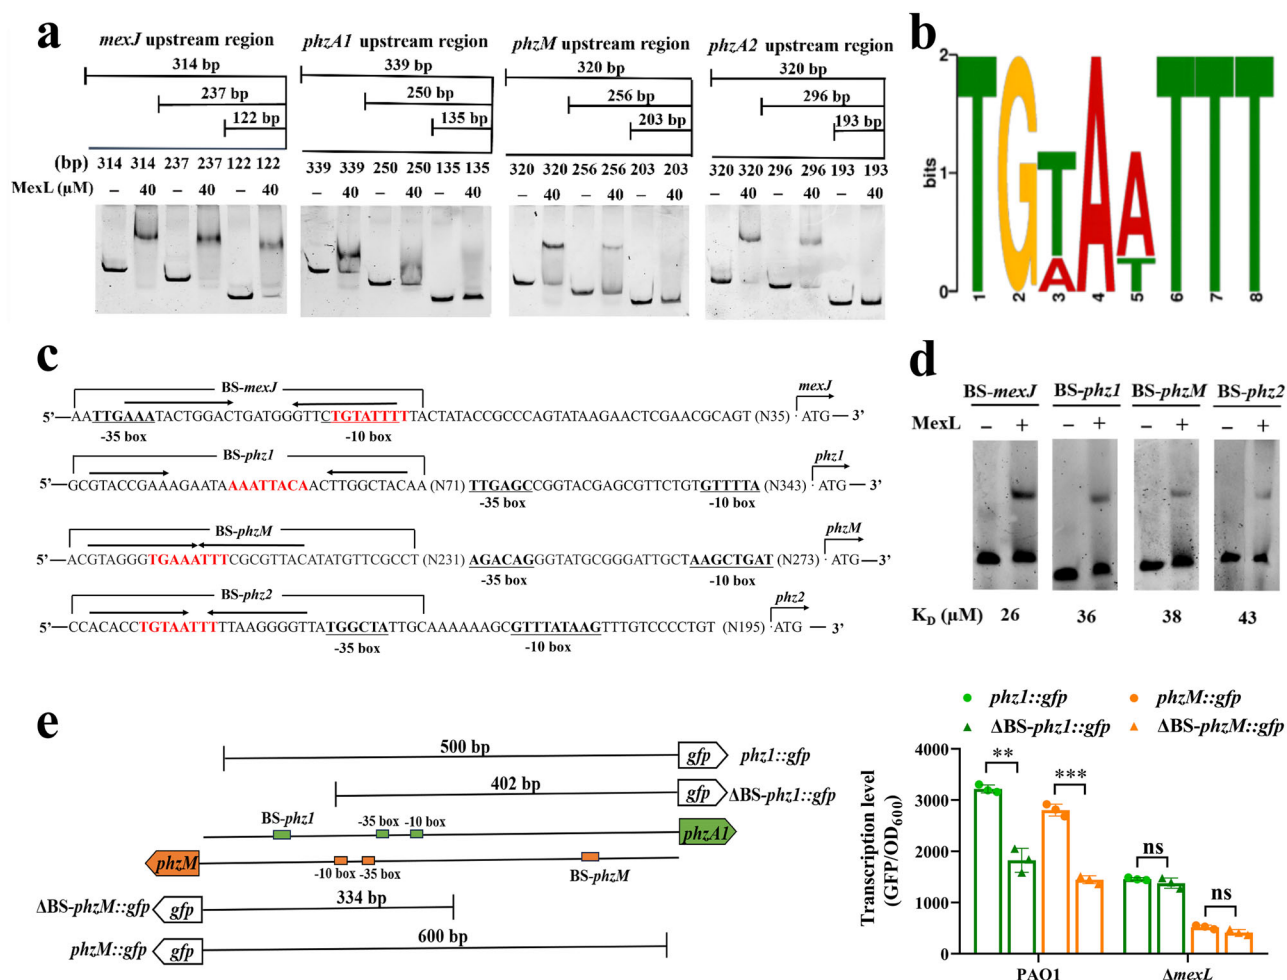 a
mexJ upstream region
314 bp
237 bp
122 bp
(bp) 314 314 237 237 122 122
MexL (μM) – 40 – 40 – 40
phzA1 upstream region
339 bp
250 bp
135 bp
339 339 250 250 135 135
– 40 – 40 – 40
phzM upstream region
320 bp
256 bp
203 bp
320 320 256 256 203 203
– 40 – 40 – 40
phzA2 upstream region
320 bp
296 bp
193 bp
320 320 296 296 193 193
– 40 – 40 – 40
b
2
1
0
bits
TGTAATTT
A T
1 2 3 4 5 6 7 8
c
BS-mexJ
mexJ
5’—AATTGAAATACTGGACTGATGGGTTCTGTATTTTTACTATACCGCCCAGTATAAGAACTCGAACGCAGT (N35) ATG — 3’
-35 box -10 box
BS-phz1
phz1
5’—GCGTACCGAAAGAATAAAATTACAACTTGGCTACAA (N71) TTGAGCCGGTACGAGCGTTCTGTGTTTTA (N343) ATG — 3’
-35 box -10 box
BS-phzM
phzM
5’—ACGTAGGGTGAAATTTCGCGTTACATATGTTCGCCT (N231) AGACAGGGTATGCGGGATTGCTAAGCTGAT (N273) ATG — 3’
-35 box -10 box
BS-phz2
phz2
5’—CCACACCTGTAATTTTTAAGGGGTTATGGCTATTGCAAAAAAGCGTTTATAAGTTTGTCCCCTGT (N195) ATG — 3’
-35 box -10 box
d
BS-mexJ BS-phz1 BS-phzM BS-phz2
MexL – + – + – + – +
KD (μM) 26 36 38 43
e
500 bp gfp phz1::gfp
402 bp gfp ΔBS-phz1::gfp
BS-phz1 -35 box -10 box phzA1
phzM -10 box -35 box BS-phzM
ΔBS-phzM::gfp gfp 334 bp
phzM::gfp gfp 600 bp
phz1::gfp phzM::gfp
ΔBS-phz1::gfp ΔBS-phzM::gfp
Transcription level
(GFP/OD600)
4000
3000
2000
1000
0
** *** ns ns
PAO1 ΔmexL